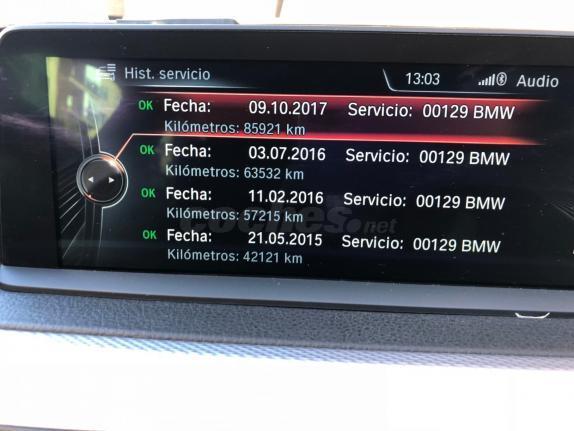 Hist. servicio 13:03 Audio
OK Fecha: 09.10.2017 Servicio: 00129 BMW
Kilómetros: 85921 km
OK Fecha: 03.07.2016 Servicio: 00129 BMW
Kilómetros: 63532 km
OK Fecha: 11.02.2016 Servicio: 00129 BMW
Kilómetros: 57215 km
coches.net
OK Fecha: 21.05.2015 Servicio: 00129 BMW
Kilómetros: 42121 km